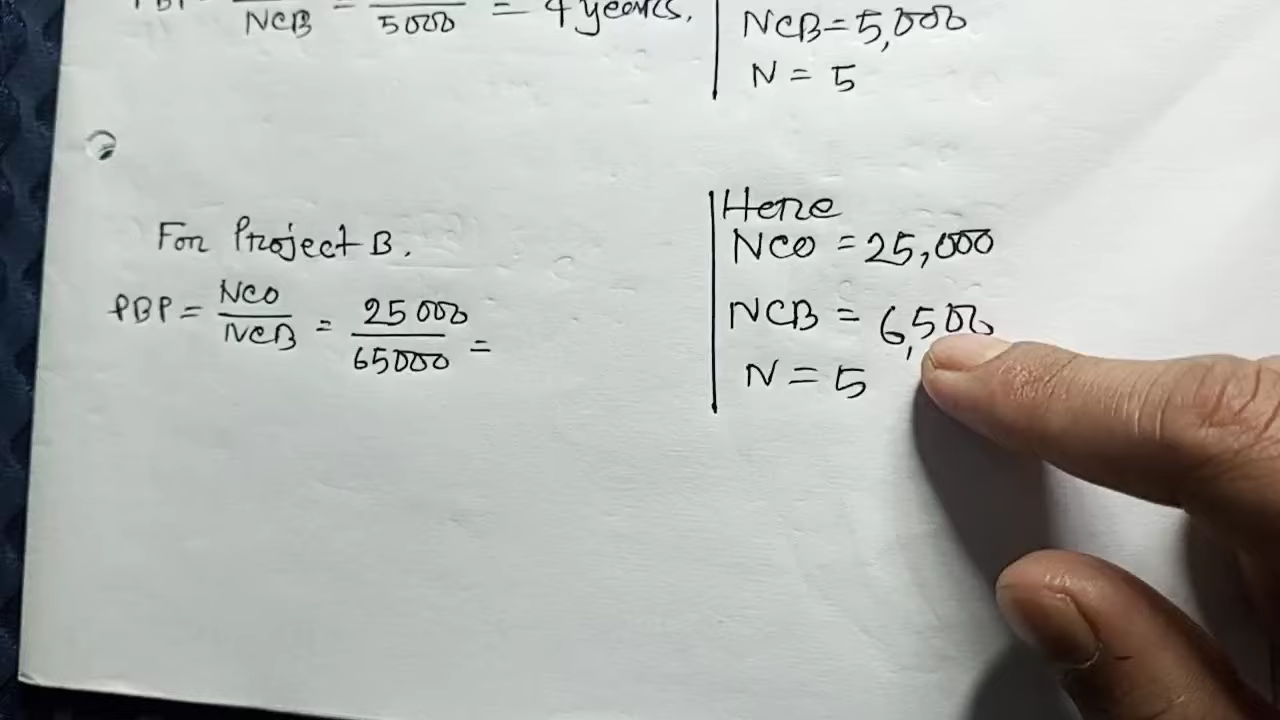 NCB 5000 = 4 years.
NCB = 5,000
N = 5
For Project B.
PBP = NCO / NCB = 25000 / 65000 =
Here
NCO = 25,000
NCB = 6,500
N = 5